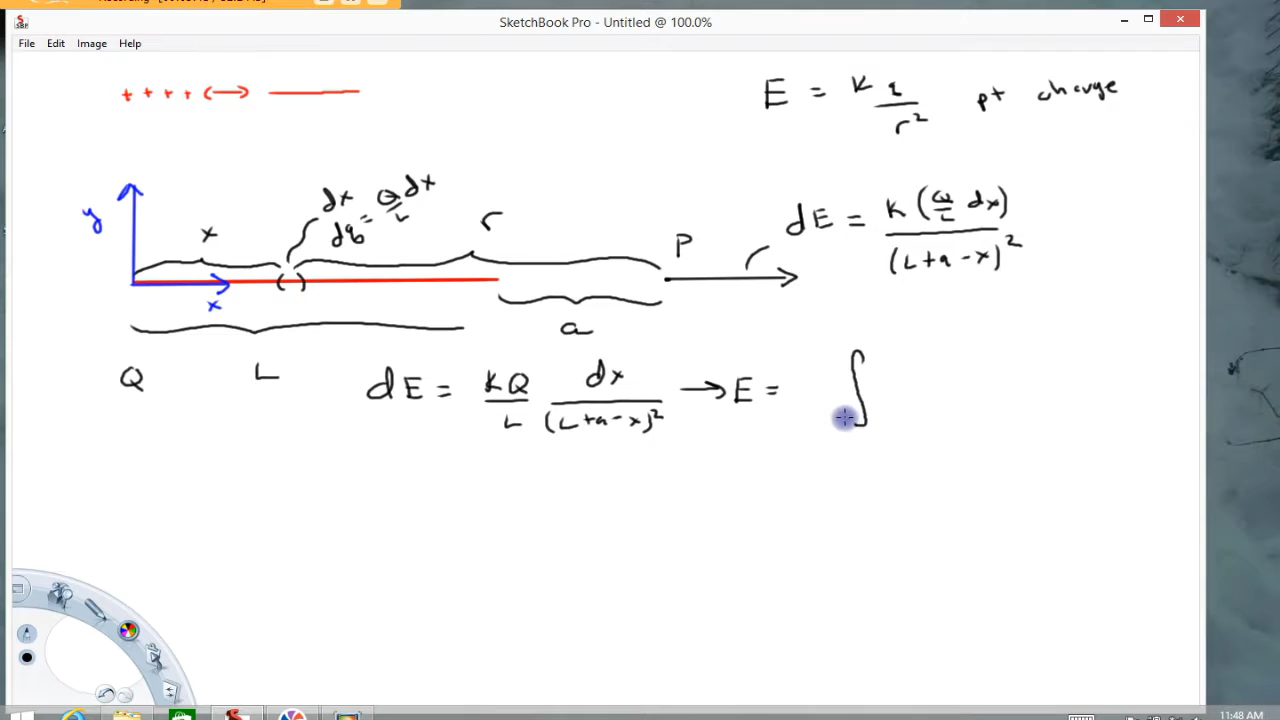 SketchBook Pro - Untitled @ 100.0%
File Edit Image Help
+ + + + <-> ———
E = k q/r² pt charge
y
x
dx
dq = Q/L dx
r
P
dE = k (Q/L dx) / (L+a-x)²
x
a
Q
L
dE = kQ/L dx/(L+a-x)² → E = ∫
11:48 AM